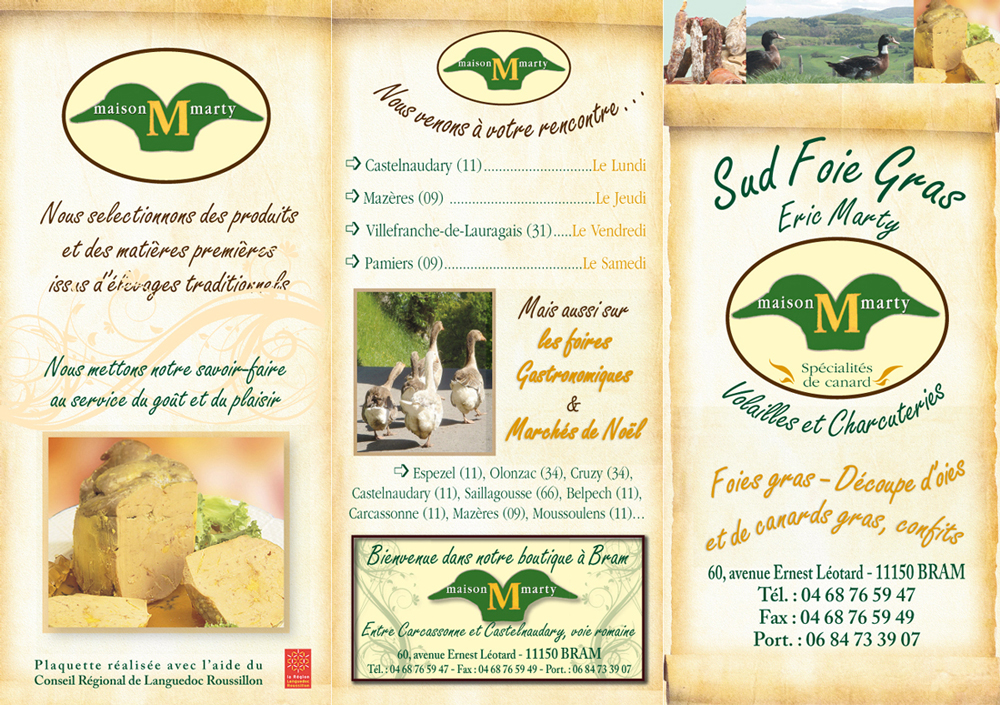 maison M marty
Nous selectionnons des produits
et des matières premières
issus d'élevages traditionnels
Nous mettons notre savoir-faire
au service du goût et du plaisir
Plaquette réalisée avec l'aide du
Conseil Régional de Languedoc Roussillon
la Région
Languedoc
Roussillon
maison M marty
Nous venons à votre rencontre...
Castelnaudary (11)..............................Le Lundi
Mazères (09) ........................................Le Jeudi
Villefranche-de-Lauragais (31).....Le Vendredi
Pamiers (09)......................................Le Samedi
Mais aussi sur
les foires
Gastronomiques
&
Marchés de Noël
Espezel (11), Olonzac (34), Cruzy (34),
Castelnaudary (11), Saillagousse (66), Belpech (11),
Carcassonne (11), Mazères (09), Moussoulens (11)...
Bienvenue dans notre boutique à Bram
maison M marty
Entre Carcassonne et Castelnaudary, voie romaine
60, avenue Ernest Léotard - 11150 BRAM
Tél. : 04 68 76 59 47 - Fax : 04 68 76 59 49 - Port. : 06 84 73 39 07
Sud Foie Gras
Eric Marty
maison M marty
Spécialités
de canard
Volailles et Charcuteries
Foies gras - Découpe d'oies
et de canards gras, confits
60, avenue Ernest Léotard - 11150 BRAM
Tél. : 04 68 76 59 47
Fax : 04 68 76 59 49
Port. : 06 84 73 39 07